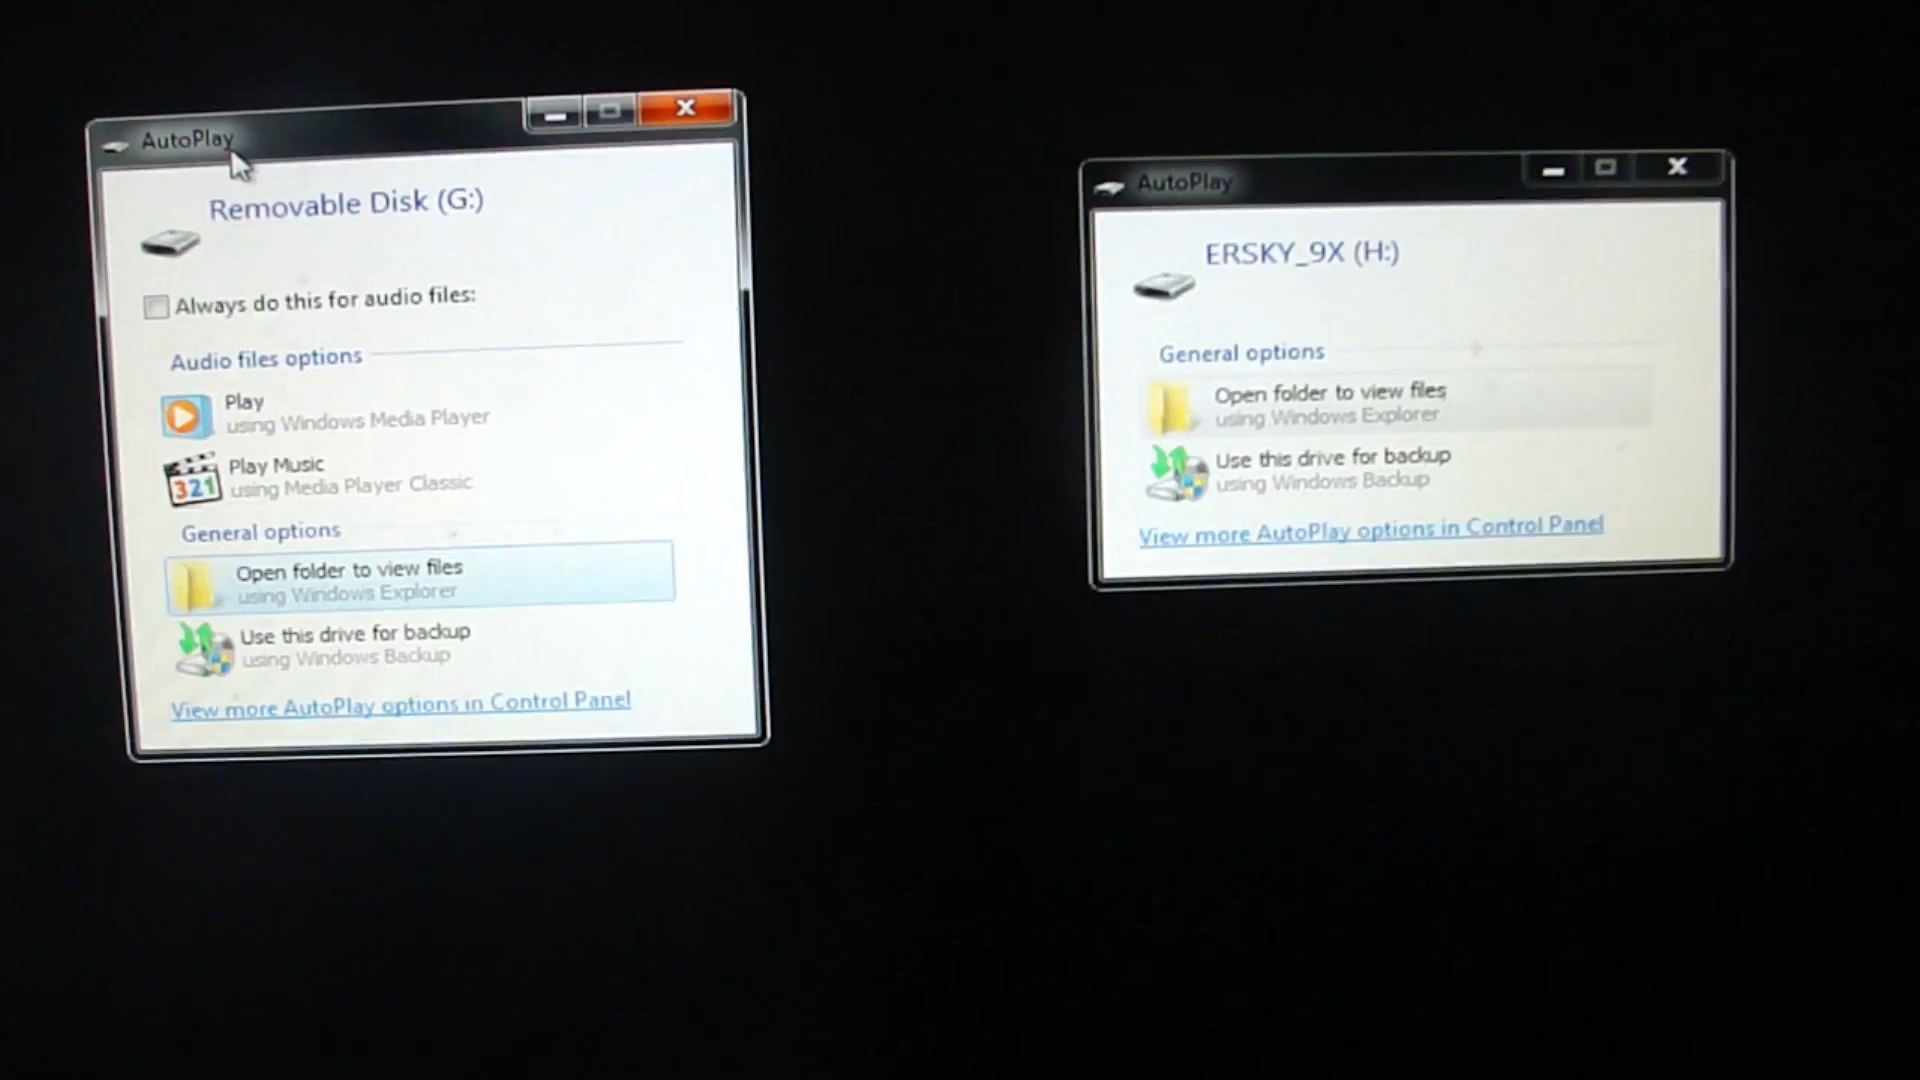 AutoPlay
Removable Disk (G:)
Always do this for audio files:
Audio files options
Play
using Windows Media Player
Play Music
321
using Media Player Classic
General options
Open folder to view files
using Windows Explorer
Use this drive for backup
using Windows Backup
View more AutoPlay options in Control Panel
AutoPlay
ERSKY_9X (H:)
General options
Open folder to view files
using Windows Explorer
Use this drive for backup
using Windows Backup
View more AutoPlay options in Control Panel